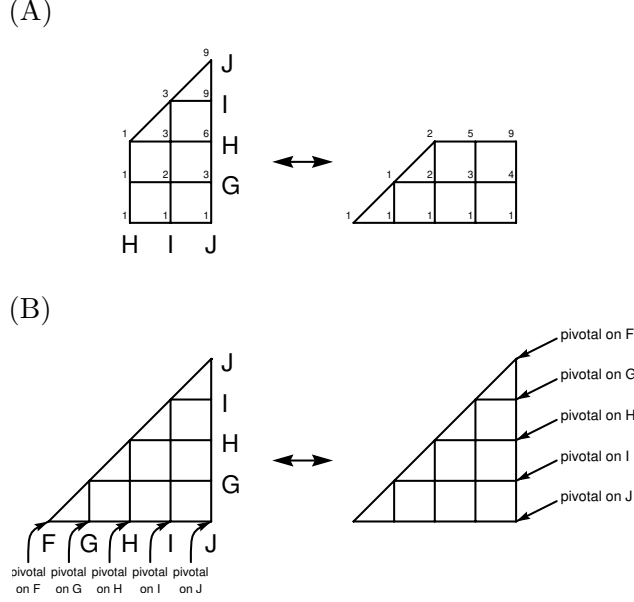 (A)
9
J
3 9
I
1 3 6 2 5 9
H
1 2 3 1 2 3 4
G
1 1 1 1 1 1 1 1
H I J
(B)
pivotal on F
J
pivotal on G
I
pivotal on H
H
pivotal on I
G
pivotal on J
F G H I J
pivotal pivotal pivotal pivotal pivotal
on F on G on H on I on J